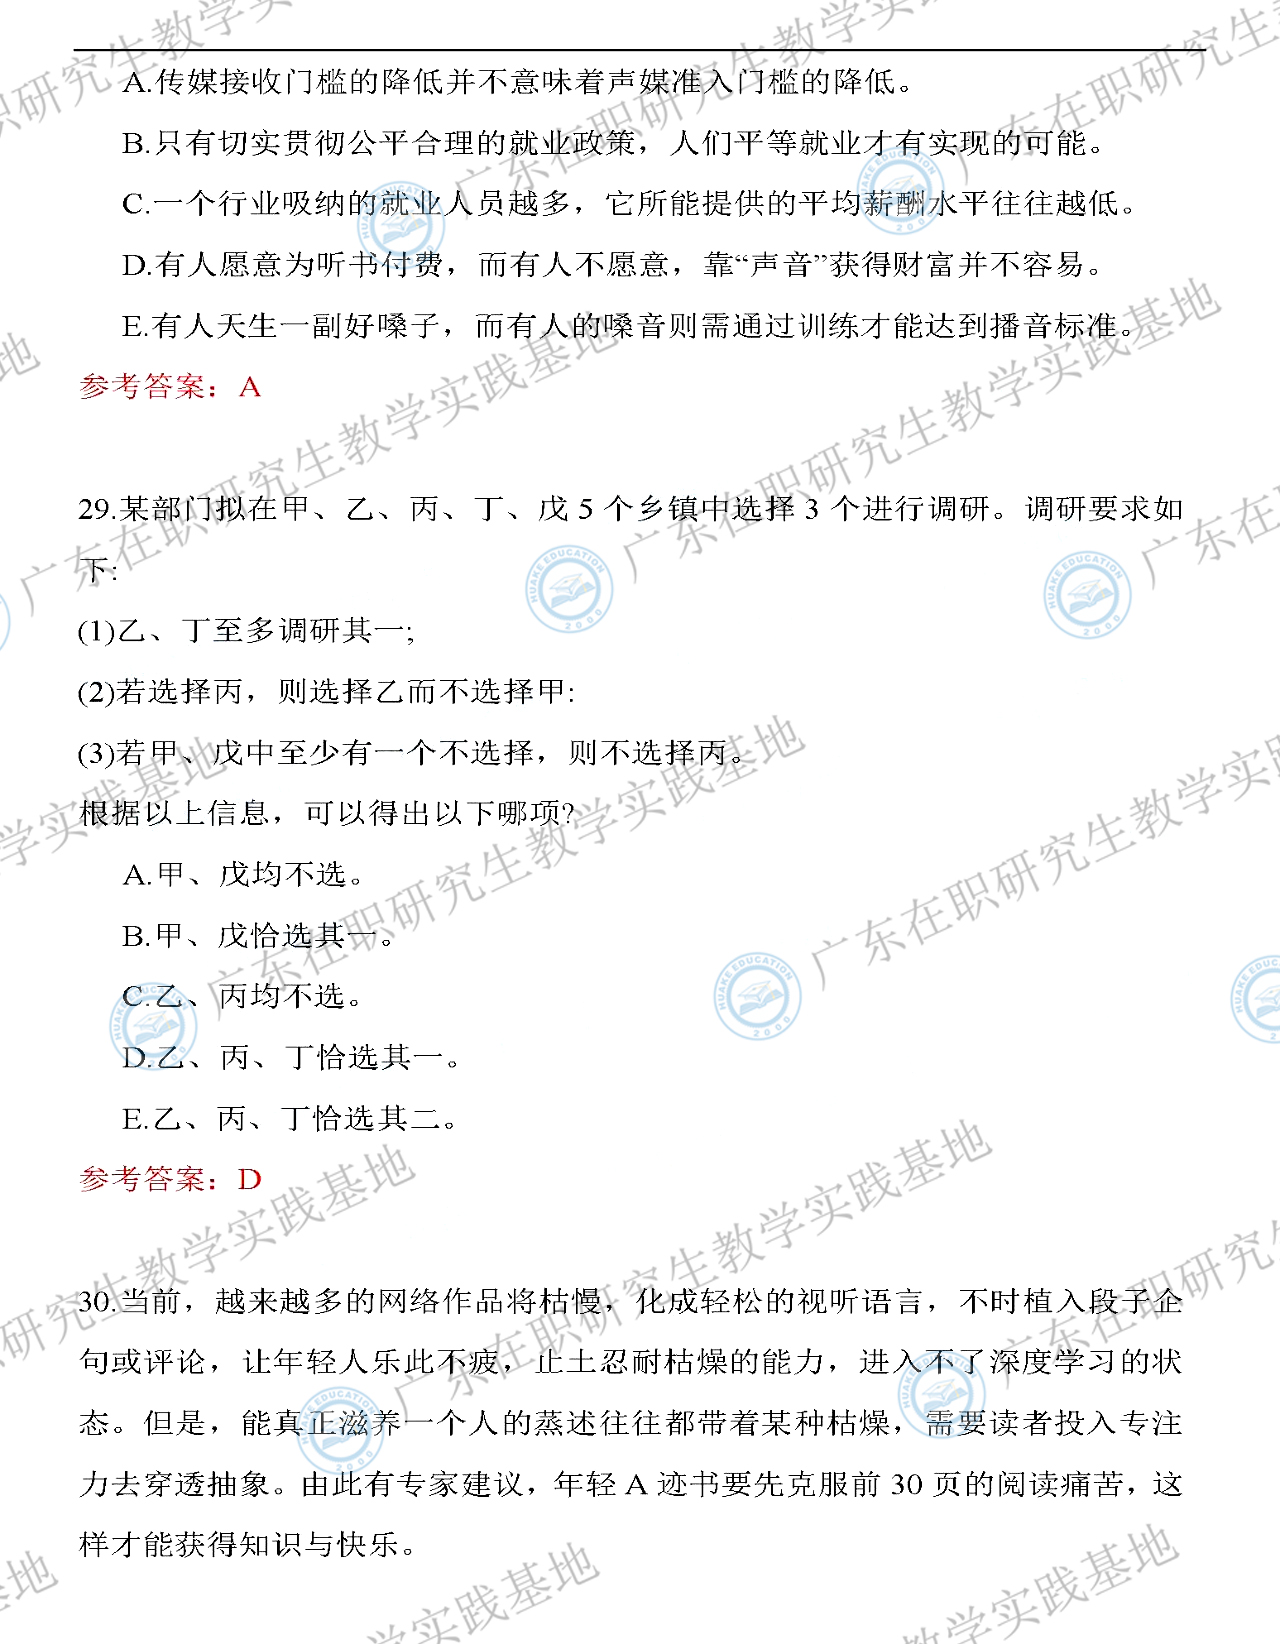 A.传媒接收门槛的降低并不意味着声媒准入门槛的降低。
B.只有切实贯彻公平合理的就业政策，人们平等就业才有实现的可能。
C.一个行业吸纳的就业人员越多，它所能提供的平均薪酬水平往往越低。
D.有人愿意为听书付费，而有人不愿意，靠“声音”获得财富并不容易。
E.有人天生一副好嗓子，而有人的嗓音则需通过训练才能达到播音标准。
参考答案：A
29.某部门拟在甲、乙、丙、丁、戊 5 个乡镇中选择 3 个进行调研。调研要求如
下:
(1)乙、丁至多调研其一;
(2)若选择丙，则选择乙而不选择甲:
(3)若甲、戊中至少有一个不选择，则不选择丙。
根据以上信息，可以得出以下哪项?
A.甲、戊均不选。
B.甲、戊恰选其一。
C.乙、丙均不选。
D.乙、丙、丁恰选其一。
E.乙、丙、丁恰选其二。
参考答案：D
30.当前，越来越多的网络作品将枯慢，化成轻松的视听语言，不时植入段子企
句或评论，让年轻人乐此不疲，止土忍耐枯燥的能力，进入不了深度学习的状
态。但是，能真正滋养一个人的蒸述往往都带着某种枯燥，需要读者投入专注
力去穿透抽象。由此有专家建议，年轻 A 迹书要先克服前 30 页的阅读痛苦，这
样才能获得知识与快乐。
广东在职研究生教学实践基地
HUAKE EDUCATION
2000